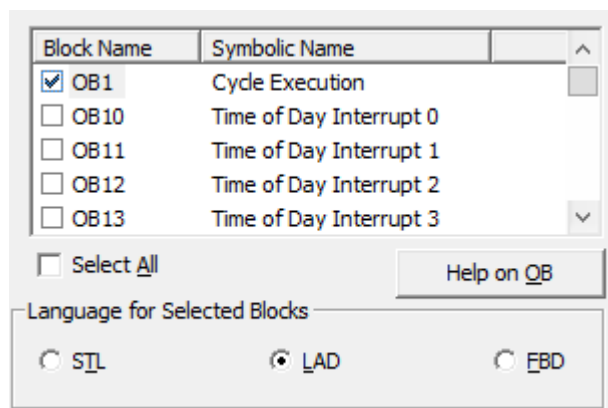 Block Name Symbolic Name
OB1 Cycle Execution
OB10 Time of Day Interrupt 0
OB11 Time of Day Interrupt 1
OB12 Time of Day Interrupt 2
OB13 Time of Day Interrupt 3
Select All
Help on OB
Language for Selected Blocks
STL LAD FBD